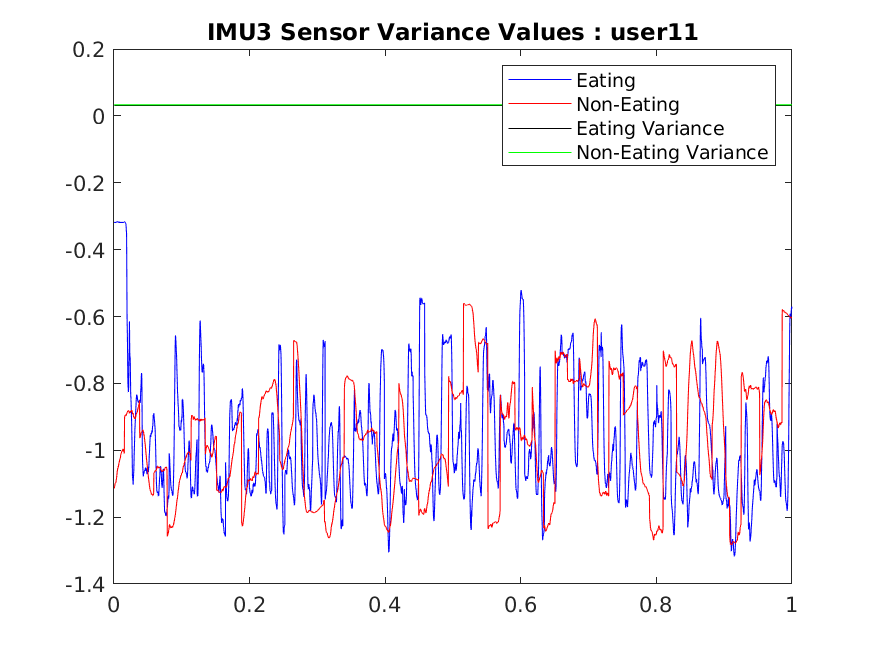 IMU3 Sensor Variance Values : user11
Eating
Non-Eating
Eating Variance
Non-Eating Variance
0.2
0
-0.2
-0.4
-0.6
-0.8
-1
-1.2
-1.4
0 0.2 0.4 0.6 0.8 1